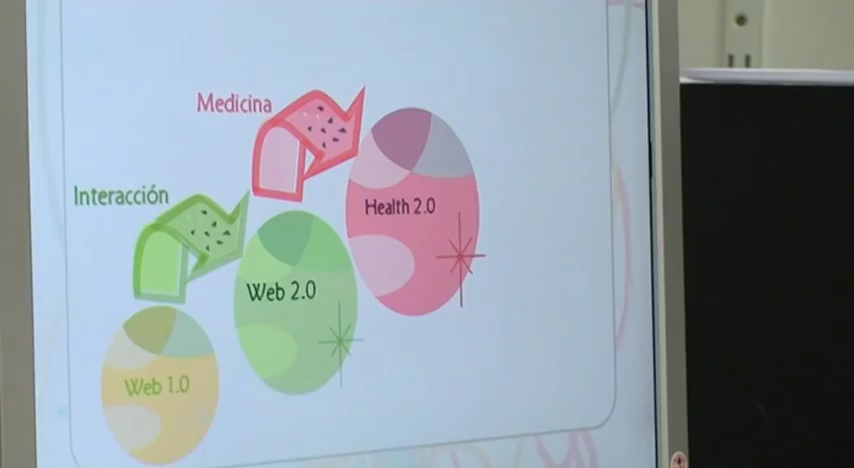 Medicina
Interacción
Health 2.0
Web 2.0
Web 1.0